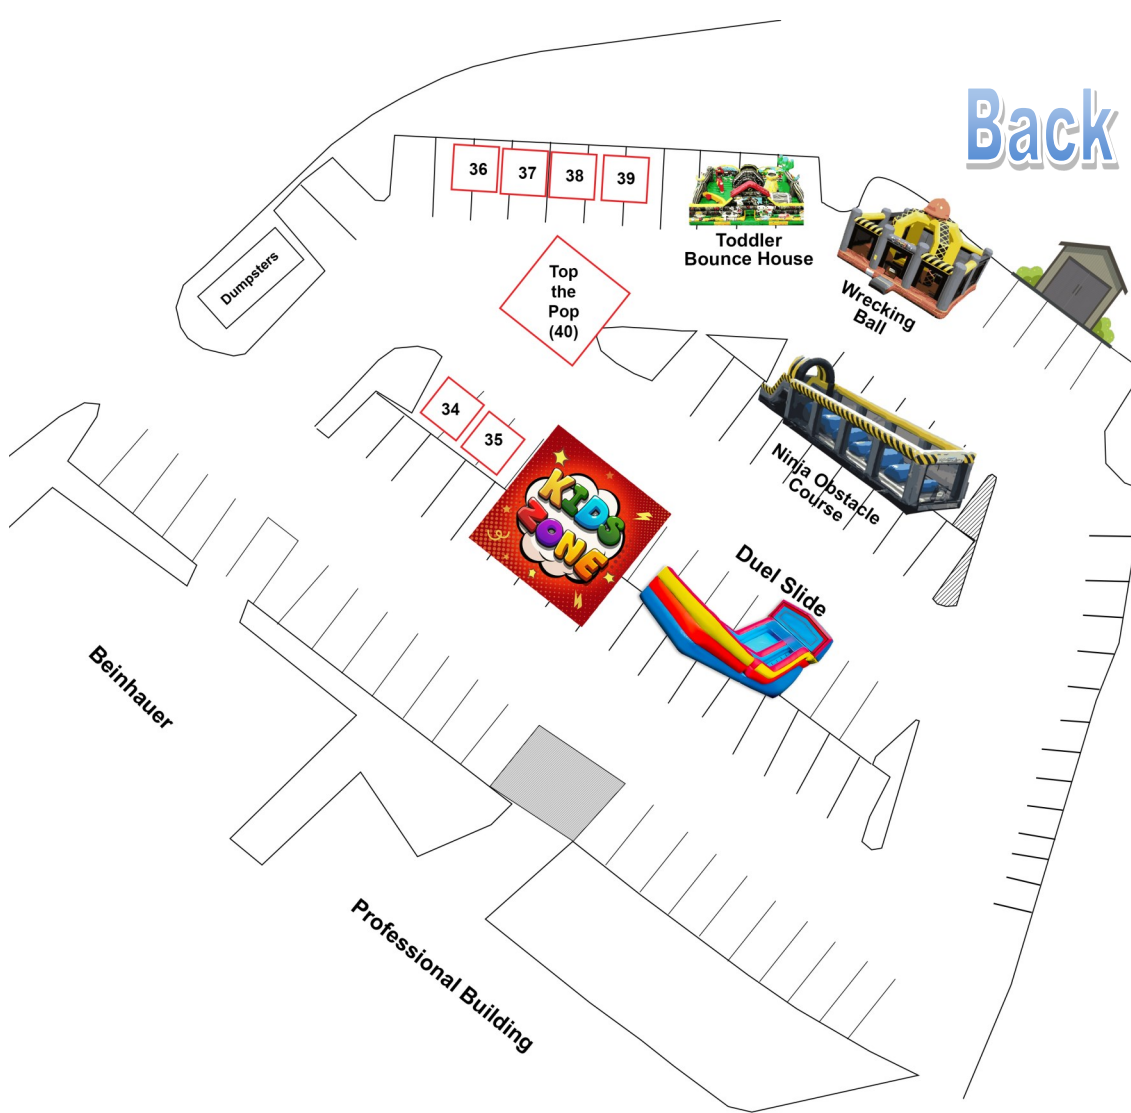 Back
36
37
38
39
Toddler
Bounce House
Dumpsters
Top
the
Pop
(40)
Wrecking
Ball
34
35
KIDS
ZONE
Ninja Obstacle
Course
Duel Slide
Beinhauer
Professional Building